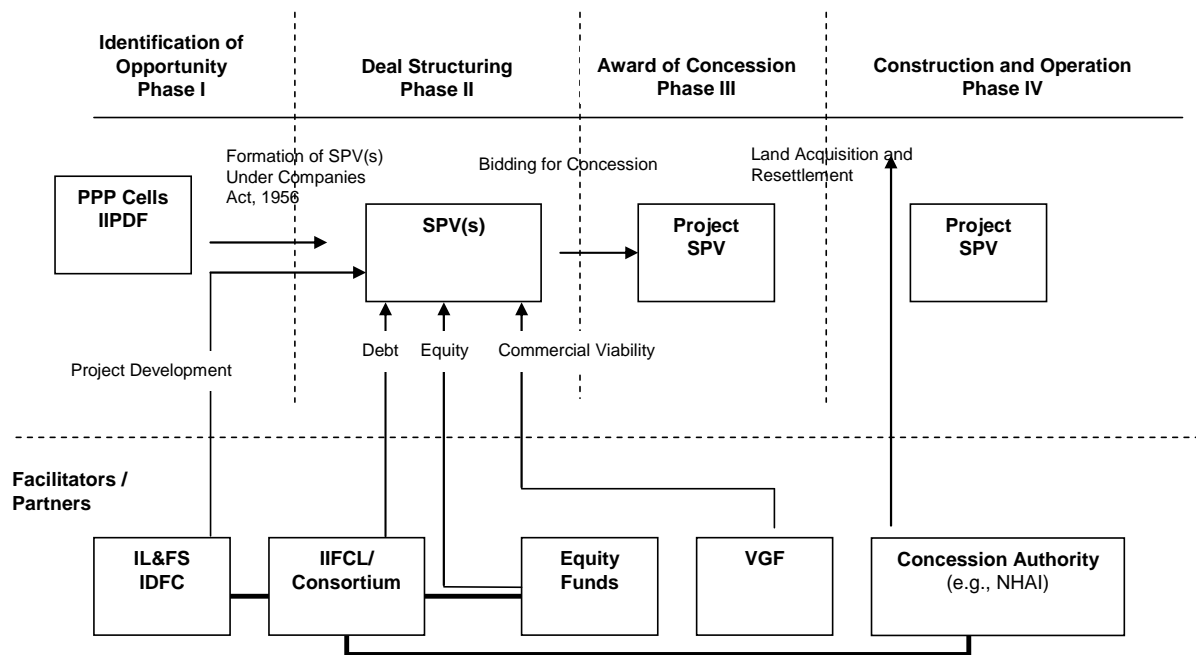 Identification of
Opportunity
Phase I
Deal Structuring
Phase II
Award of Concession
Phase III
Construction and Operation
Phase IV
Formation of SPV(s)
Under Companies
Act, 1956
Bidding for Concession
Land Acquisition and
Resettlement
PPP Cells
IIPDF
SPV(s)
Project
SPV
Project
SPV
Debt
Equity
Commercial Viability
Project Development
Facilitators /
Partners
IL&FS
IDFC
IIFCL/
Consortium
Equity
Funds
VGF
Concession Authority
(e.g., NHAI)